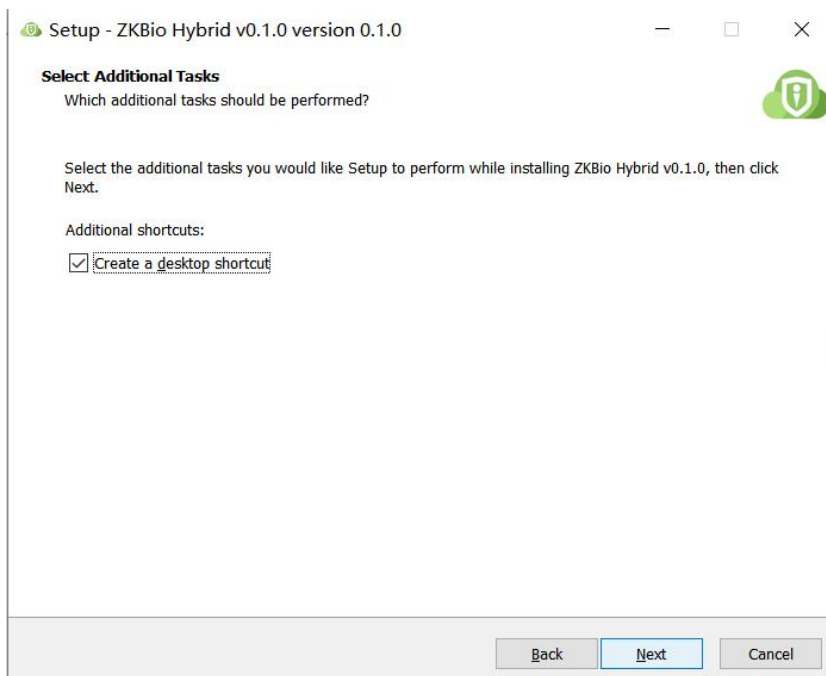 Setup - ZKBio Hybrid v0.1.0 version 0.1.0
Select Additional Tasks
Which additional tasks should be performed?
Select the additional tasks you would like Setup to perform while installing ZKBio Hybrid v0.1.0, then click
Next.
Additional shortcuts:
Create a desktop shortcut
Back Next Cancel